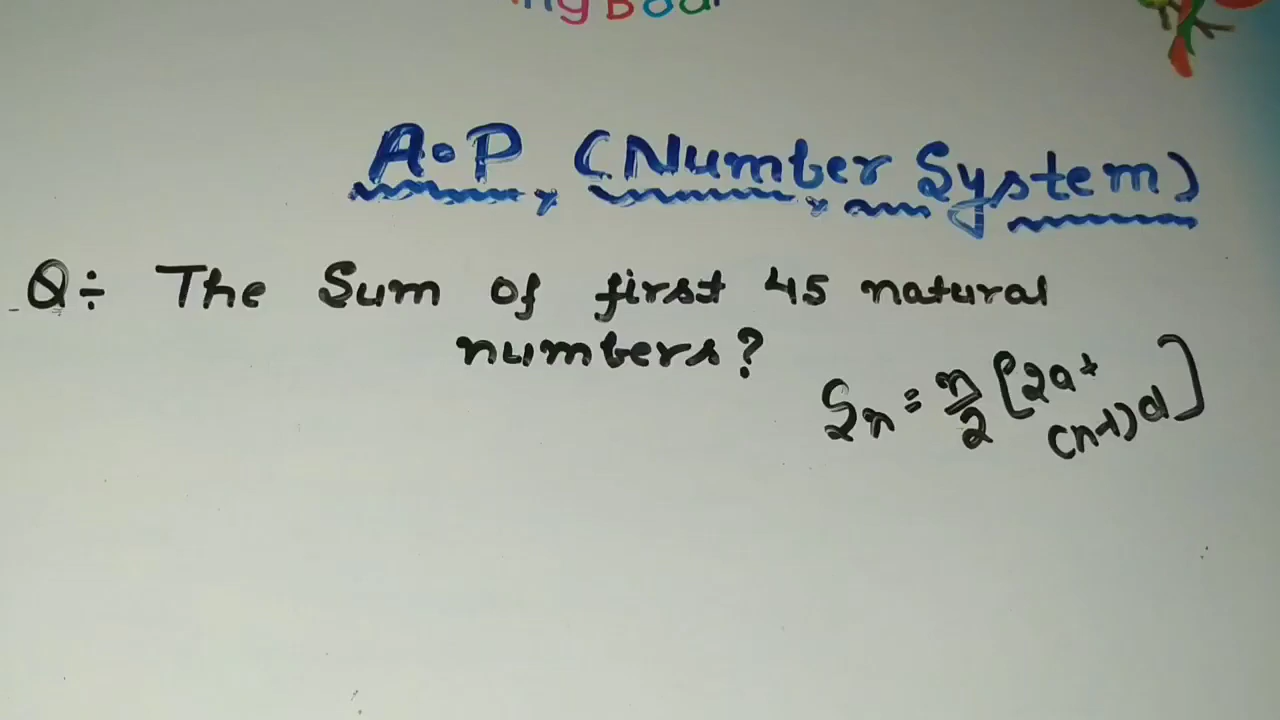 A.P (Number System)
Q÷ The Sum of first 45 natural
numbers?
Sn = n/2 [2a+
(n-1)d]